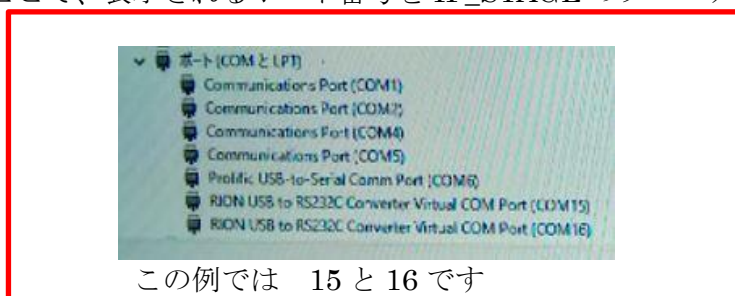 ポート (COM と LPT)
Communications Port (COM1)
Communications Port (COM2)
Communications Port (COM4)
Communications Port (COM5)
Prolific USB-to-Serial Comm Port (COM6)
RION USB to RS232C Converter Virtual COM Port (COM15)
RION USB to RS232C Converter Virtual COM Port (COM16)
この例では 15 と 16 です